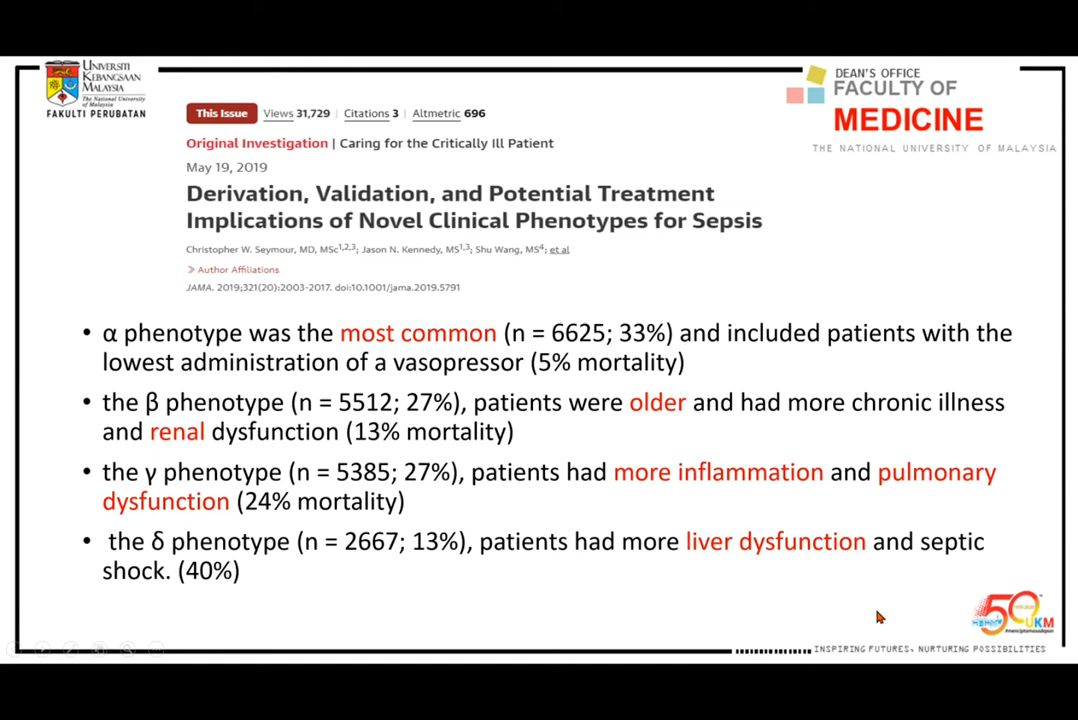 UNIVERSITI
KEBANGSAAN
MALAYSIA
The National University
of Malaysia
FAKULTI PERUBATAN
DEAN'S OFFICE
FACULTY OF
MEDICINE
THE NATIONAL UNIVERSITY OF MALAYSIA
This Issue Views 31,729 | Citations 3 | Altmetric 696
Original Investigation | Caring for the Critically Ill Patient
May 19, 2019
Derivation, Validation, and Potential Treatment
Implications of Novel Clinical Phenotypes for Sepsis
Christopher W. Seymour, MD, MSc1,2,3; Jason N. Kennedy, MS1,3; Shu Wang, MS4; et al
» Author Affiliations
JAMA. 2019;321(20):2003-2017. doi:10.1001/jama.2019.5791
• α phenotype was the most common (n = 6625; 33%) and included patients with the
lowest administration of a vasopressor (5% mortality)
• the β phenotype (n = 5512; 27%), patients were older and had more chronic illness
and renal dysfunction (13% mortality)
• the γ phenotype (n = 5385; 27%), patients had more inflammation and pulmonary
dysfunction (24% mortality)
• the δ phenotype (n = 2667; 13%), patients had more liver dysfunction and septic
shock. (40%)
50
UKM
INSPIRING FUTURES, NURTURING POSSIBILITIES